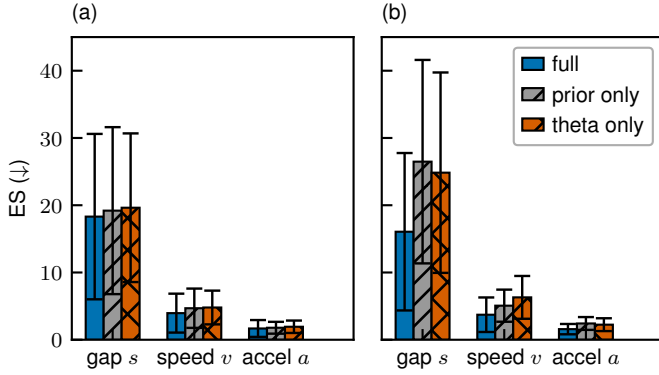 (a)
(b)
ES (↓)
40
30
20
10
0
gap s
speed v
accel a
gap s
speed v
accel a
full
prior only
theta only